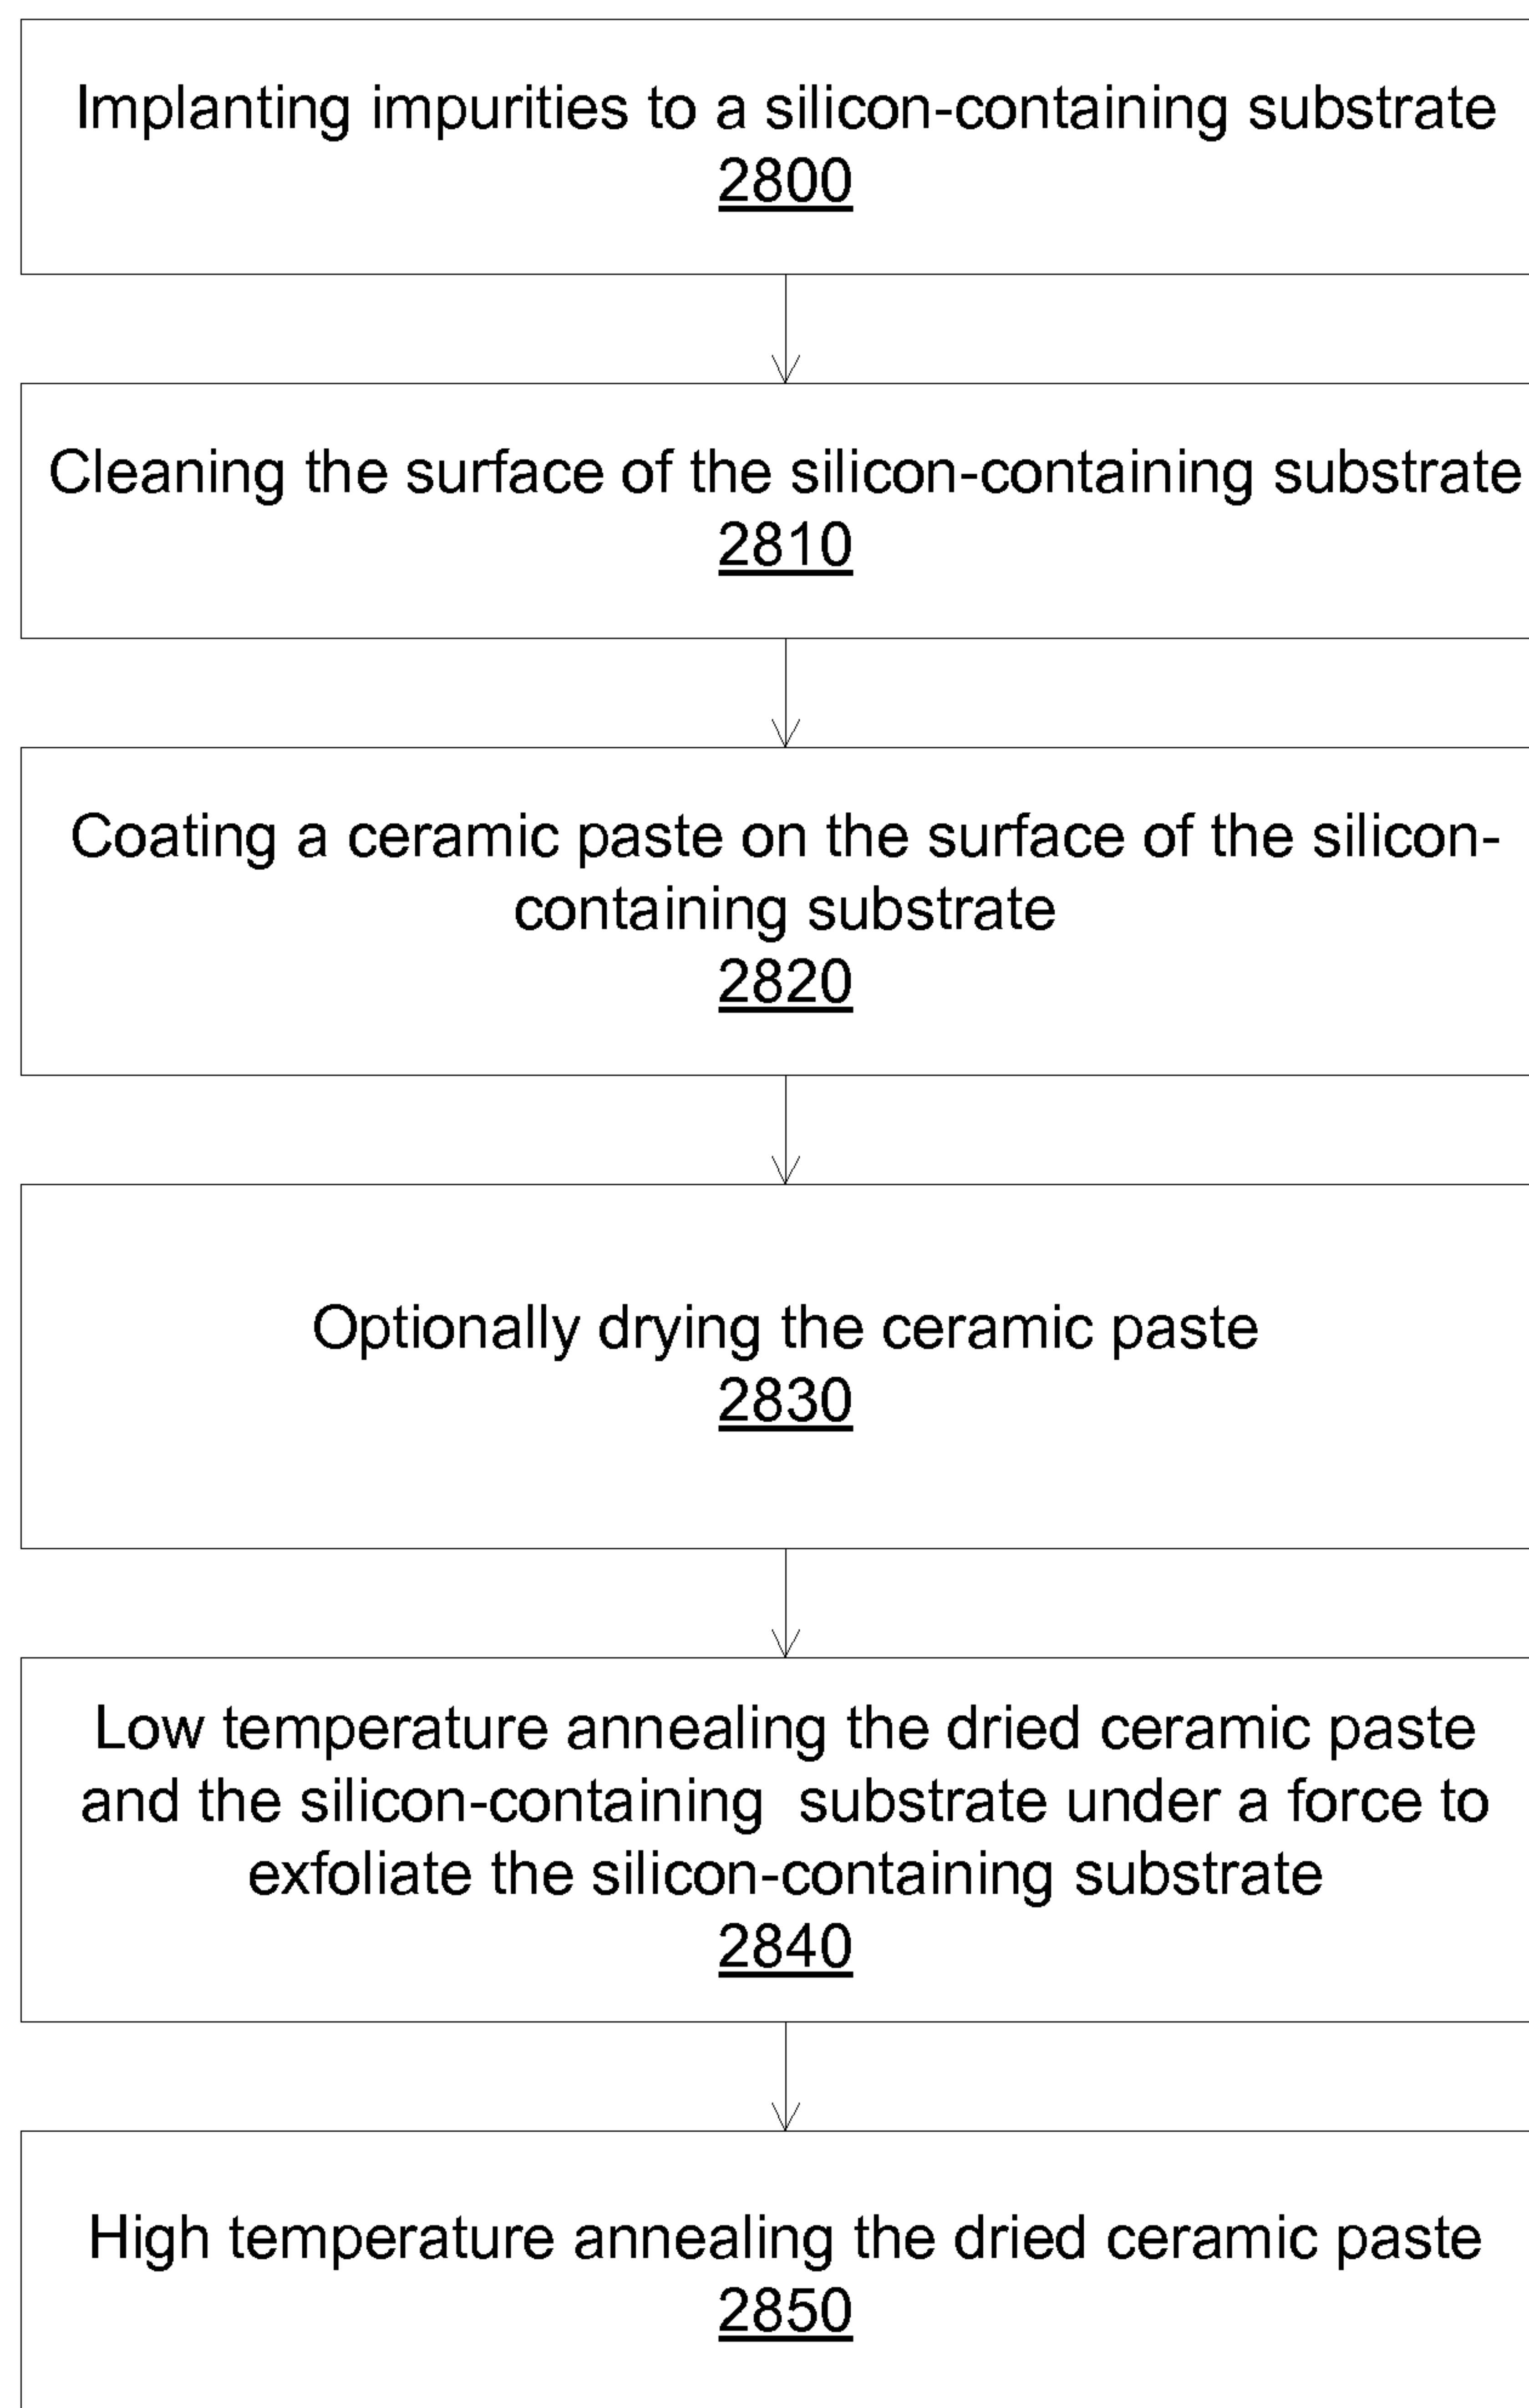 Implanting impurities to a silicon-containing substrate
2800
Cleaning the surface of the silicon-containing substrate
2810
Coating a ceramic paste on the surface of the silicon-
containing substrate
2820
Optionally drying the ceramic paste
2830
Low temperature annealing the dried ceramic paste
and the silicon-containing  substrate under a force to
exfoliate the silicon-containing substrate
2840
High temperature annealing the dried ceramic paste
2850